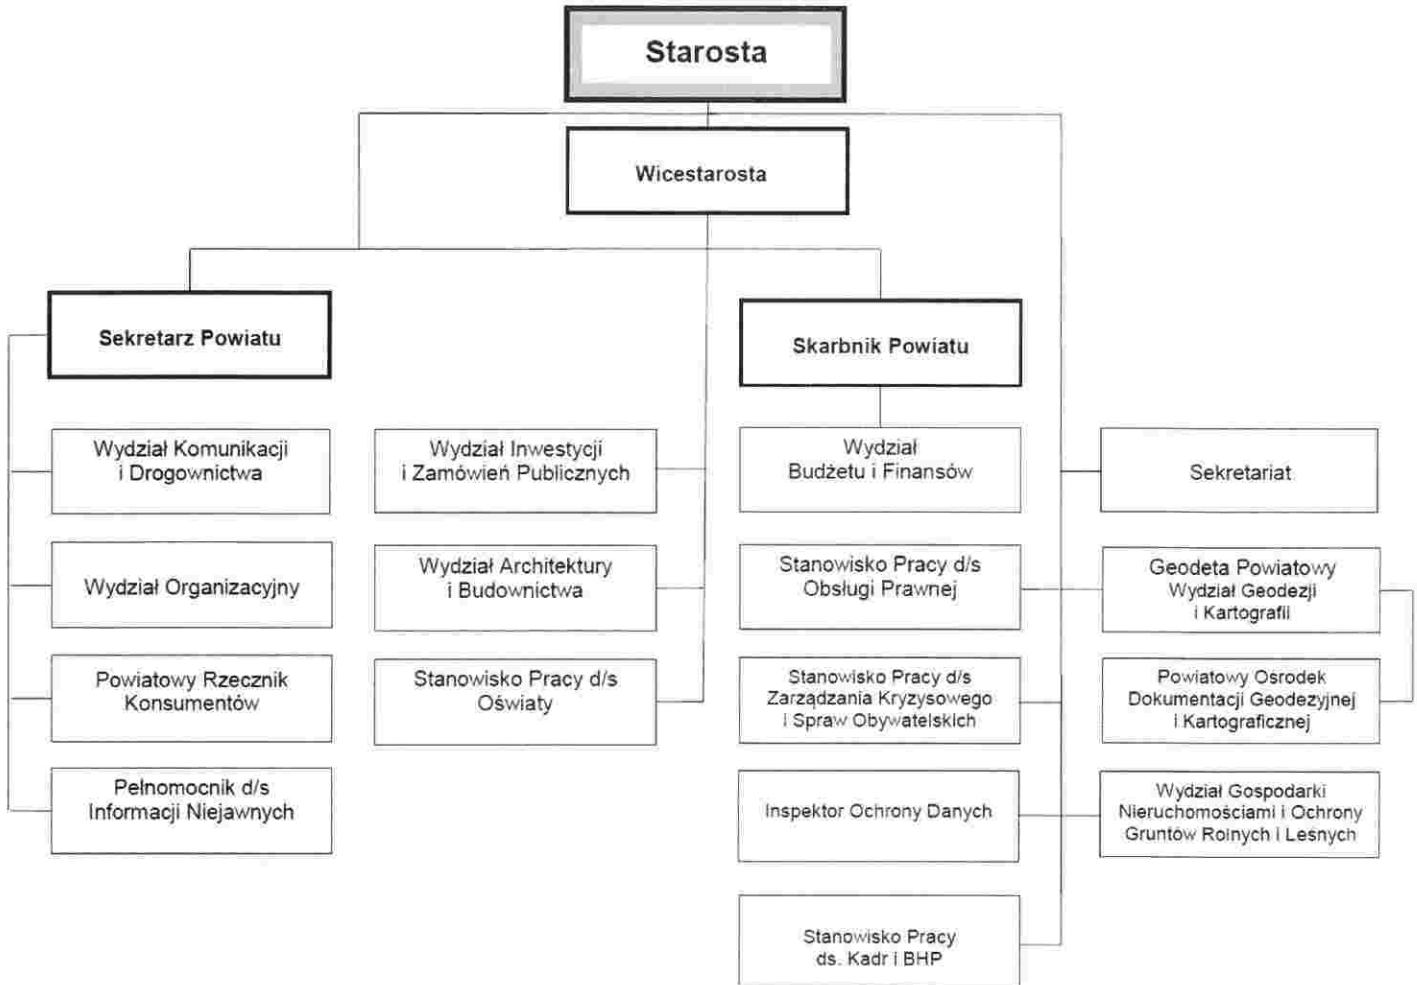 Starosta
Wicestarosta
Sekretarz Powiatu
Skarbnik Powiatu
Wydział Komunikacji
i Drogownictwa
Wydział Inwestycji
i Zamówień Publicznych
Wydział
Budżetu i Finansów
Sekretariat
Wydział Organizacyjny
Wydział Architektury
i Budownictwa
Stanowisko Pracy d/s
Obsługi Prawnej
Geodeta Powiatowy
Wydział Geodezji
i Kartografii
Powiatowy Rzecznik
Konsumentów
Stanowisko Pracy d/s
Oświaty
Stanowisko Pracy d/s
Zarządzania Kryzysowego
i Spraw Obywatelskich
Powiatowy Ośrodek
Dokumentacji Geodezyjnej
i Kartograficznej
Pełnomocnik d/s
Informacji Niejawnych
Inspektor Ochrony Danych
Wydział Gospodarki
Nieruchomościami i Ochrony
Gruntów Rolnych i Leśnych
Stanowisko Pracy
ds. Kadr i BHP